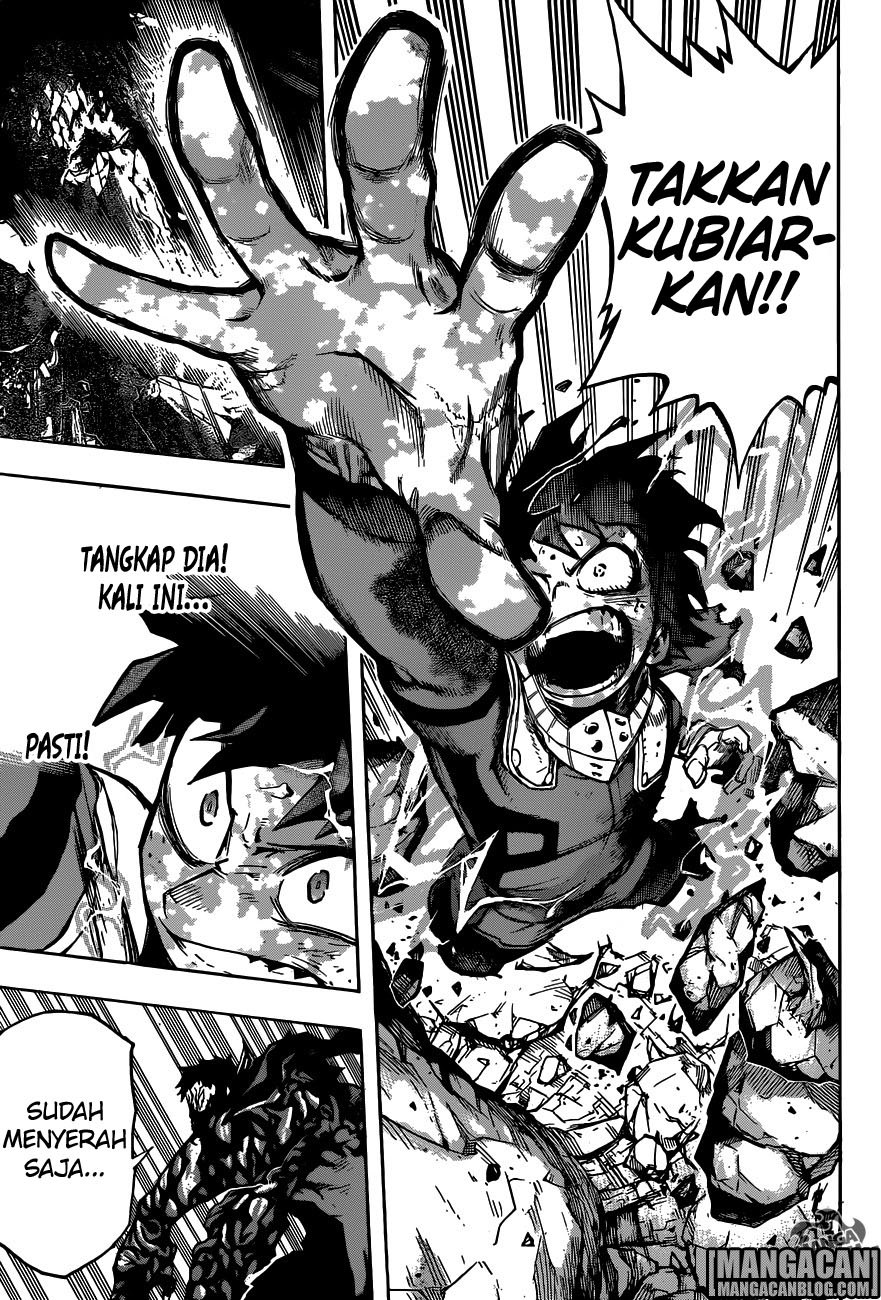 TAKKAN
KUBIAR-
KAN!!
TANGKAP DIA!
KALI INI...
PASTI!
SUDAH
MENYERAH
SAJA...
[MANGACAN]
MANGACANBLOG.COM